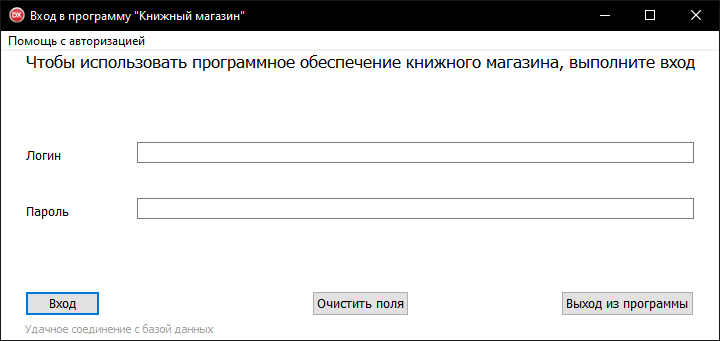 DX Вход в программу "Книжный магазин"
Помощь с авторизацией
Чтобы использовать программное обеспечение книжного магазина, выполните вход
Логин
Пароль
Вход Очистить поля Выход из программы
Удачное соединение с базой данных